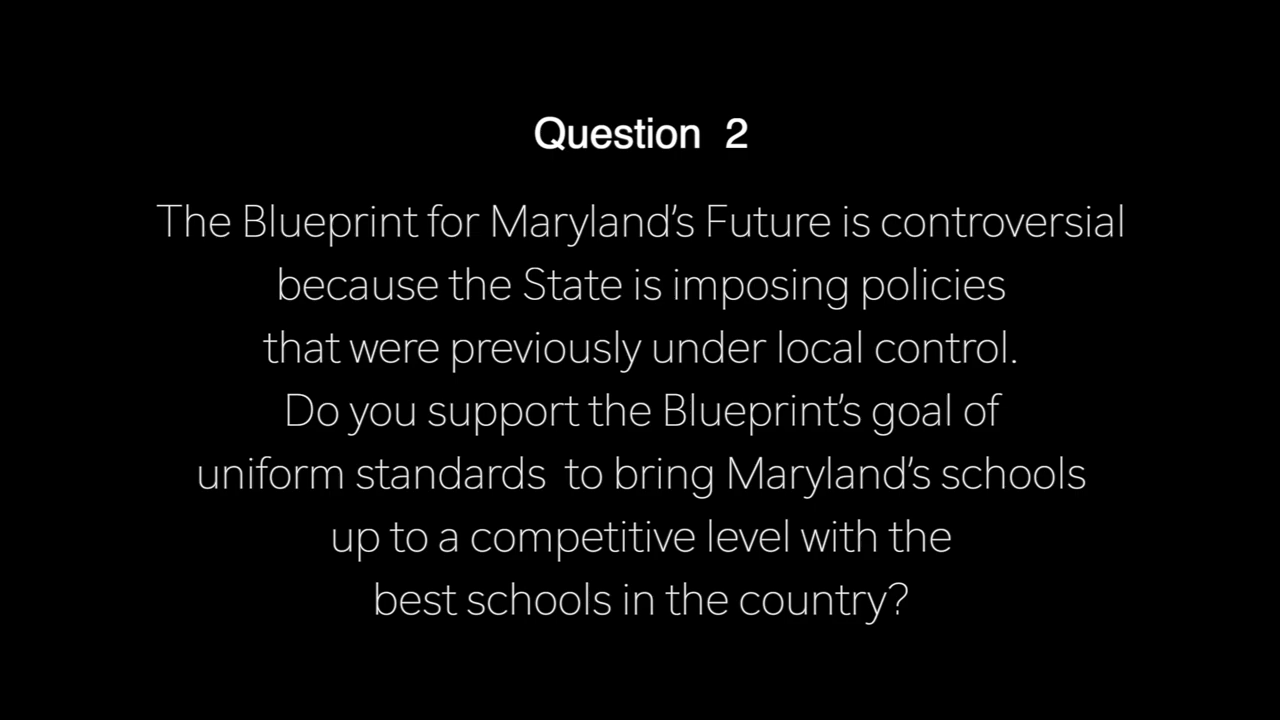 Question 2
The Blueprint for Maryland's Future is controversial
because the State is imposing policies
that were previously under local control.
Do you support the Blueprint's goal of
uniform standards to bring Maryland's schools
up to a competitive level with the
best schools in the country?